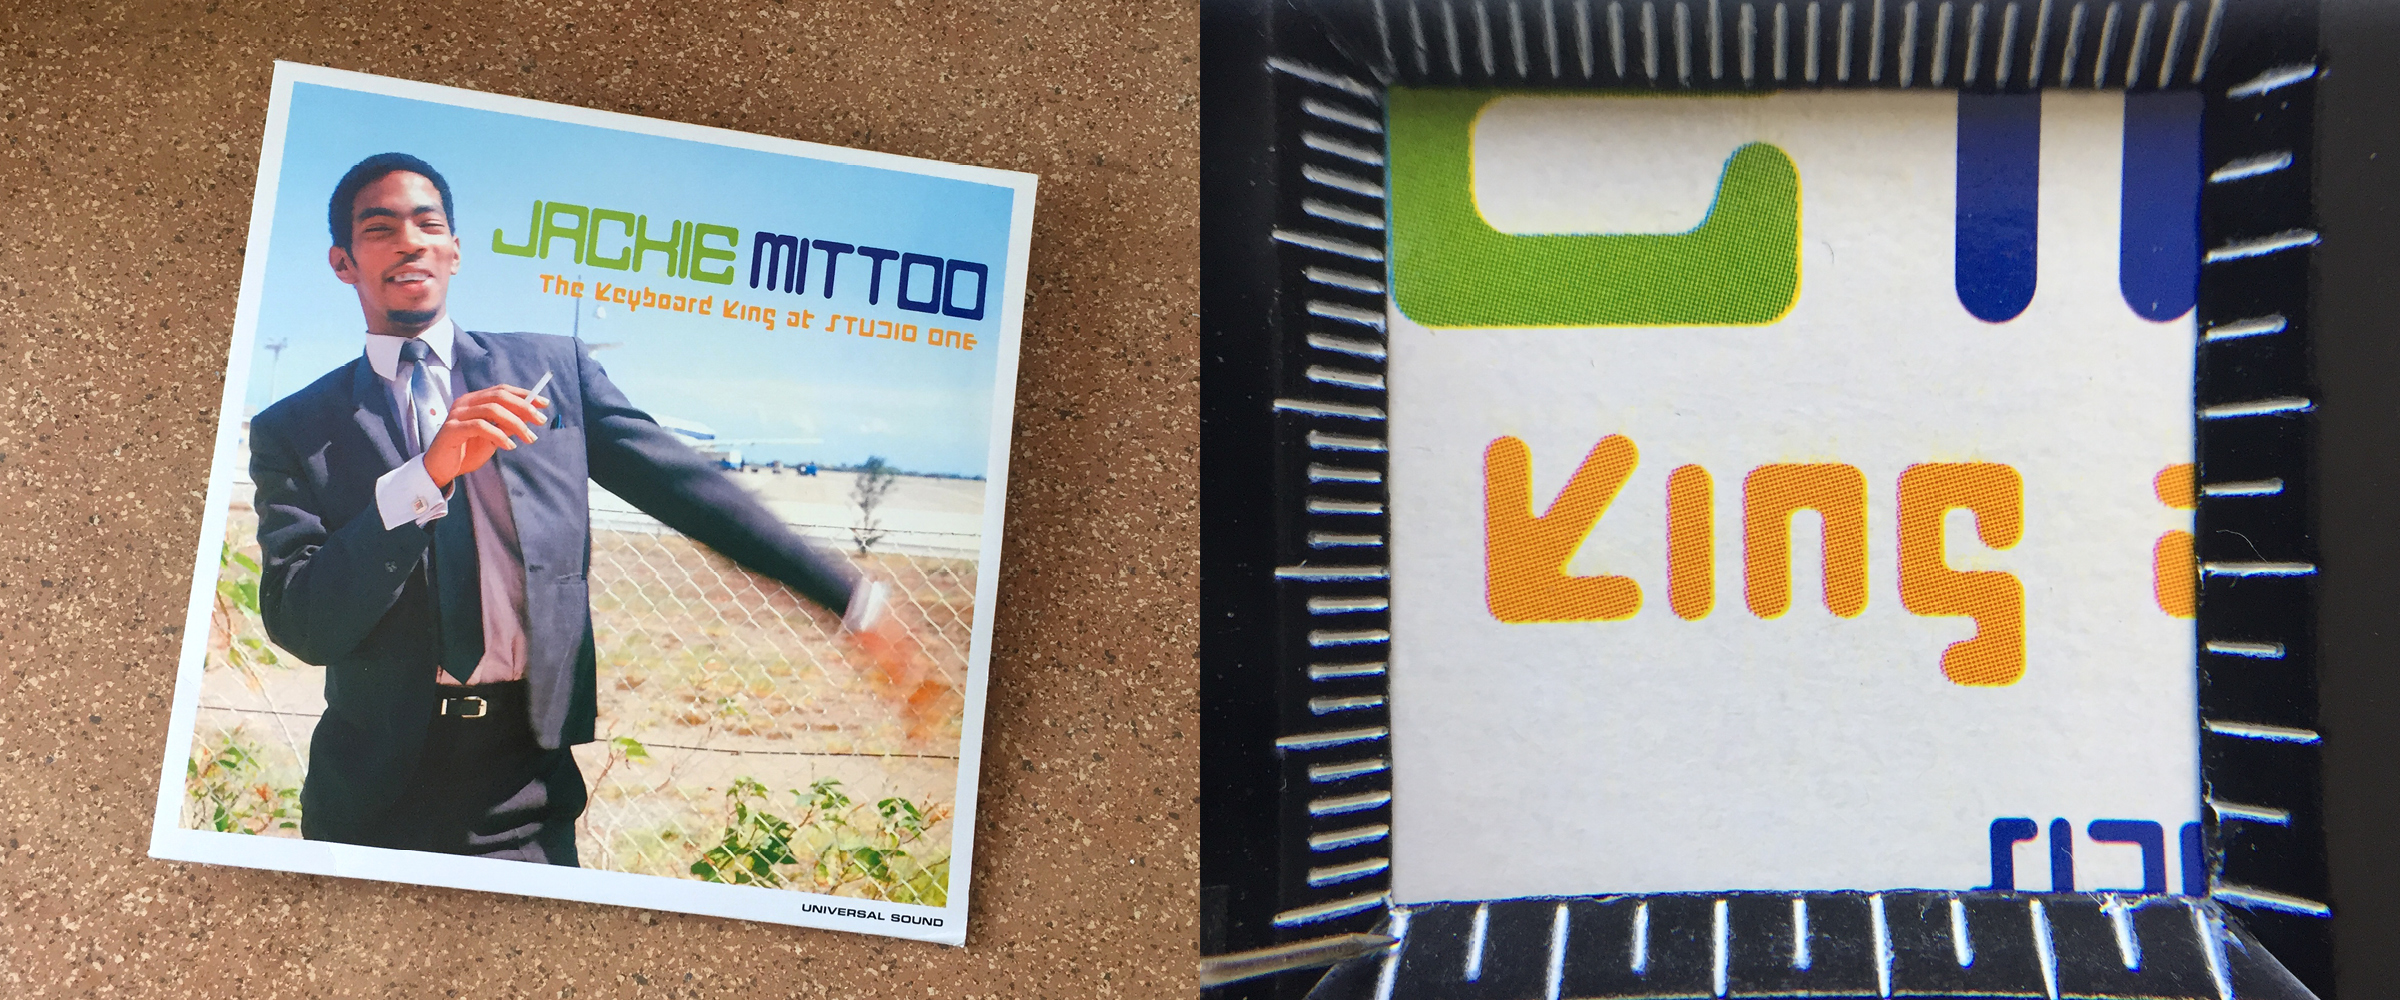 JACKIE MITTOO
The Keyboard King at STUDIO ONE
UNIVERSAL SOUND
King